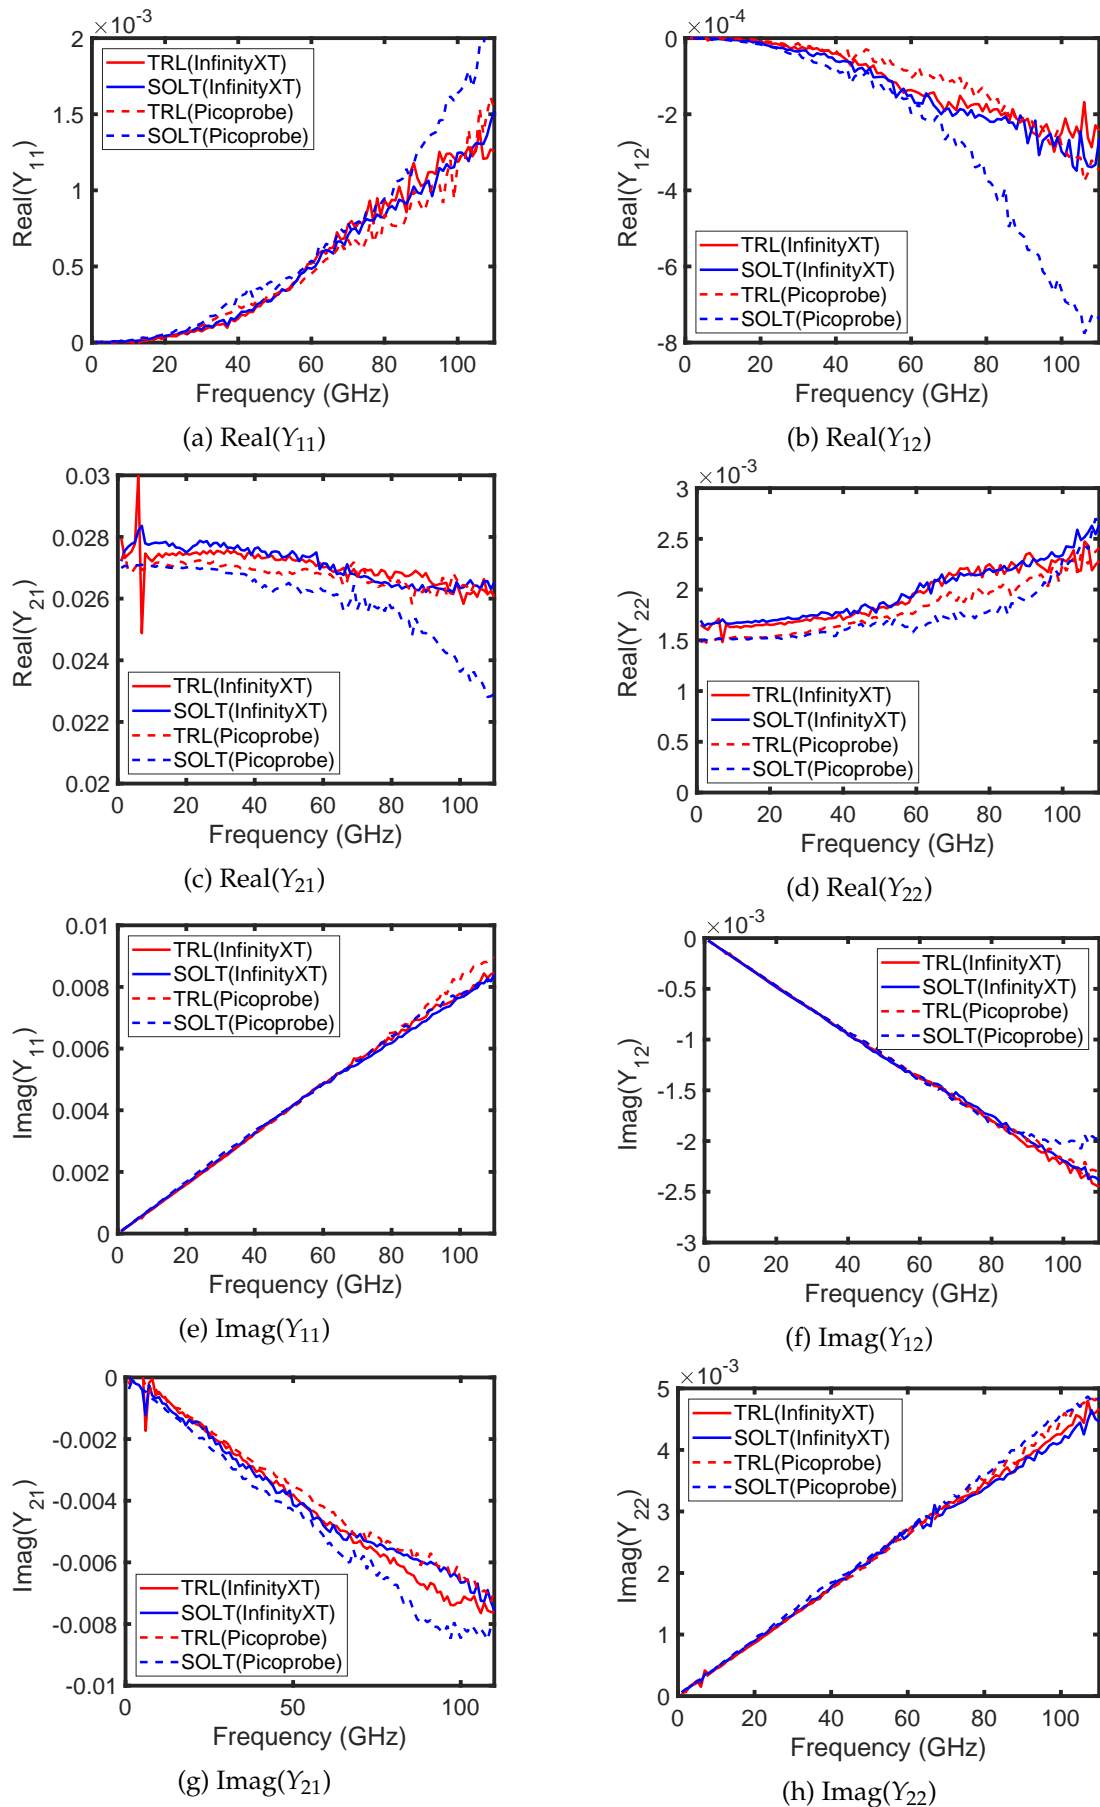 ×10⁻³
2
1.5
1
0.5
0
Real(Y₁₁)
TRL(InfinityXT)
SOLT(InfinityXT)
TRL(Picoprobe)
SOLT(Picoprobe)
0 20 40 60 80 100
Frequency (GHz)
(a) Real(Y₁₁)
×10⁻⁴
0
-2
-4
-6
-8
Real(Y₁₂)
TRL(InfinityXT)
SOLT(InfinityXT)
TRL(Picoprobe)
SOLT(Picoprobe)
0 20 40 60 80 100
Frequency (GHz)
(b) Real(Y₁₂)
0.03
0.028
0.026
0.024
0.022
0.02
Real(Y₂₁)
TRL(InfinityXT)
SOLT(InfinityXT)
TRL(Picoprobe)
SOLT(Picoprobe)
0 20 40 60 80 100
Frequency (GHz)
(c) Real(Y₂₁)
×10⁻³
3
2.5
2
1.5
1
0.5
0
Real(Y₂₂)
TRL(InfinityXT)
SOLT(InfinityXT)
TRL(Picoprobe)
SOLT(Picoprobe)
0 20 40 60 80 100
Frequency (GHz)
(d) Real(Y₂₂)
0.01
0.008
0.006
0.004
0.002
0
Imag(Y₁₁)
TRL(InfinityXT)
SOLT(InfinityXT)
TRL(Picoprobe)
SOLT(Picoprobe)
0 20 40 60 80 100
Frequency (GHz)
(e) Imag(Y₁₁)
×10⁻³
0
-0.5
-1
-1.5
-2
-2.5
-3
Imag(Y₁₂)
TRL(InfinityXT)
SOLT(InfinityXT)
TRL(Picoprobe)
SOLT(Picoprobe)
0 20 40 60 80 100
Frequency (GHz)
(f) Imag(Y₁₂)
0
-0.002
-0.004
-0.006
-0.008
-0.01
Imag(Y₂₁)
TRL(InfinityXT)
SOLT(InfinityXT)
TRL(Picoprobe)
SOLT(Picoprobe)
0 50 100
Frequency (GHz)
(g) Imag(Y₂₁)
×10⁻³
5
4
3
2
1
0
Imag(Y₂₂)
TRL(InfinityXT)
SOLT(InfinityXT)
TRL(Picoprobe)
SOLT(Picoprobe)
0 20 40 60 80 100
Frequency (GHz)
(h) Imag(Y₂₂)